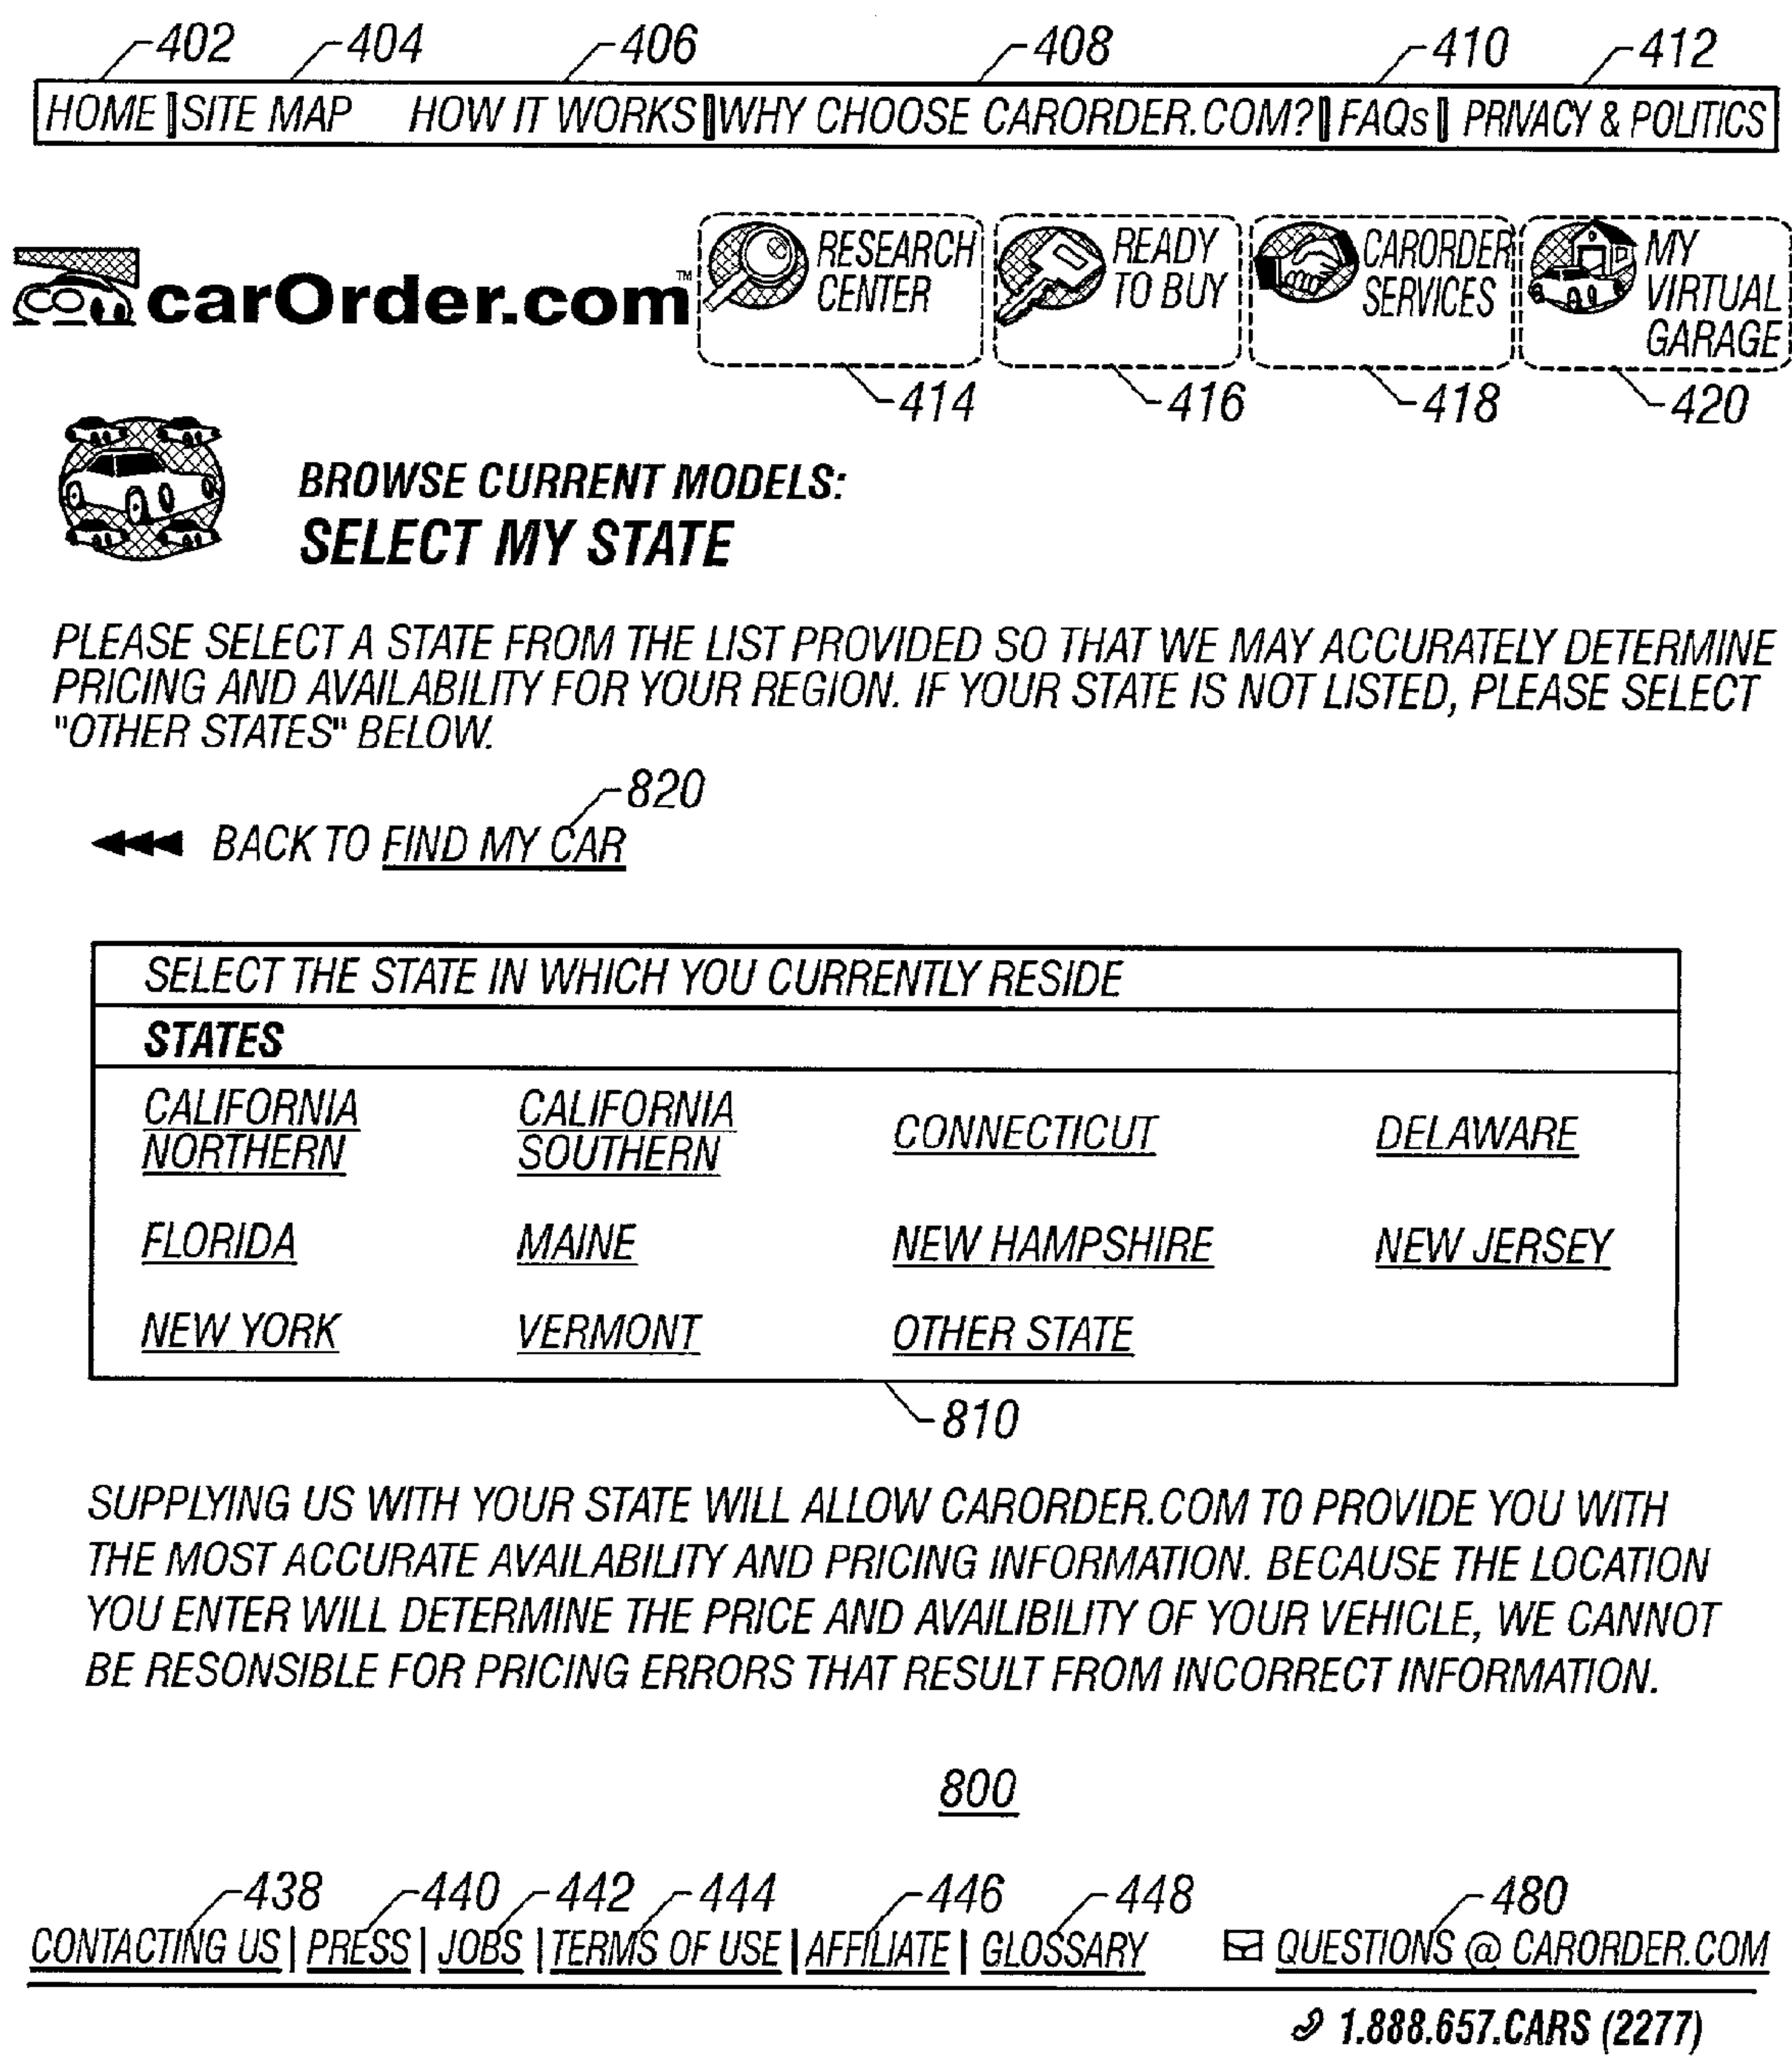 402 404 406 408 410 412
HOME | SITE MAP HOW IT WORKS | WHY CHOOSE CARORDER.COM? | FAQs | PRIVACY & POLITICS
carOrder.com™
RESEARCH CENTER
READY TO BUY
CARORDER SERVICES
MY VIRTUAL GARAGE
414 416 418 420
BROWSE CURRENT MODELS:
SELECT MY STATE
PLEASE SELECT A STATE FROM THE LIST PROVIDED SO THAT WE MAY ACCURATELY DETERMINE
PRICING AND AVAILABILITY FOR YOUR REGION. IF YOUR STATE IS NOT LISTED, PLEASE SELECT
"OTHER STATES" BELOW.
820
BACK TO FIND MY CAR
SELECT THE STATE IN WHICH YOU CURRENTLY RESIDE
STATES
CALIFORNIA NORTHERN CALIFORNIA SOUTHERN CONNECTICUT DELAWARE
FLORIDA MAINE NEW HAMPSHIRE NEW JERSEY
NEW YORK VERMONT OTHER STATE
810
SUPPLYING US WITH YOUR STATE WILL ALLOW CARORDER.COM TO PROVIDE YOU WITH
THE MOST ACCURATE AVAILABILITY AND PRICING INFORMATION. BECAUSE THE LOCATION
YOU ENTER WILL DETERMINE THE PRICE AND AVAILIBILITY OF YOUR VEHICLE, WE CANNOT
BE RESONSIBLE FOR PRICING ERRORS THAT RESULT FROM INCORRECT INFORMATION.
800
438 440 442 444 446 448 480
CONTACTING US | PRESS | JOBS | TERMS OF USE | AFFILIATE | GLOSSARY QUESTIONS @ CARORDER.COM
1.888.657.CARS (2277)